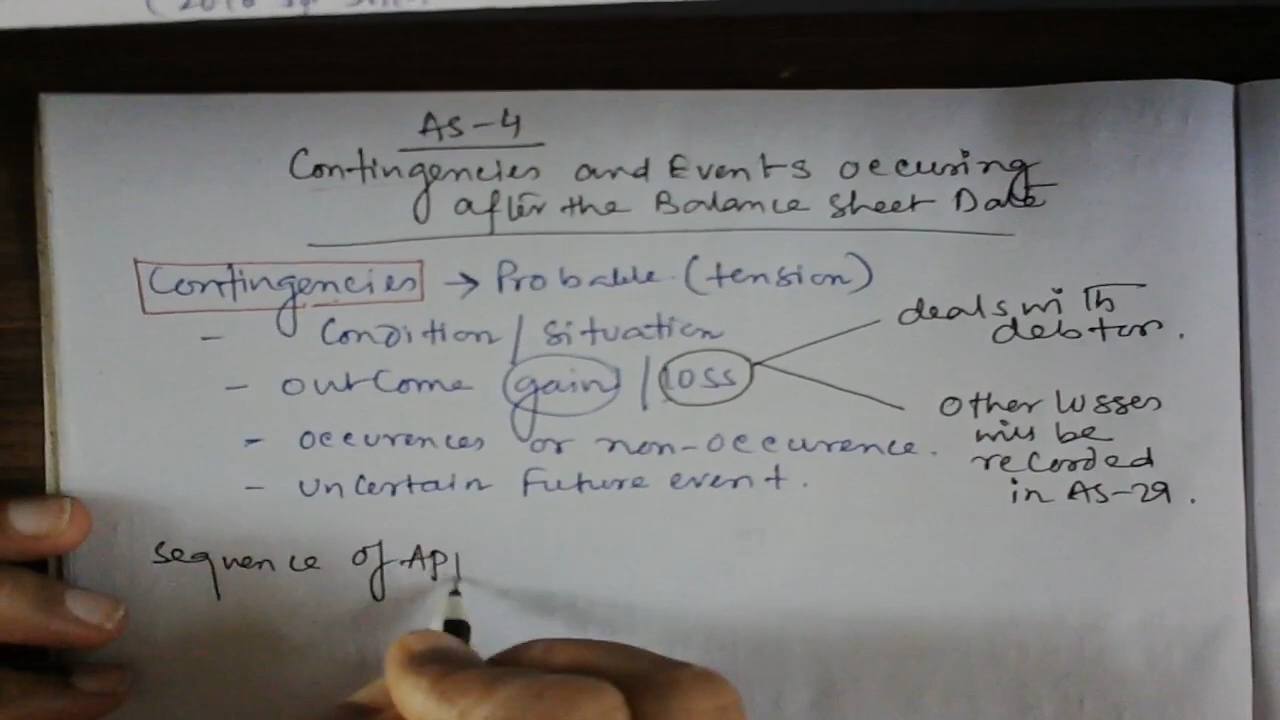 AS-4
Contingencies and Events occuring
after the Balance sheet Date
Contingencies → Probable (tension)
- Condition / situation
- outcome gain / loss
deals with
debtors.
other losses
will be
recorded
in AS-29.
- occurences or non-occurence.
- uncertain future event.
sequence of Apl